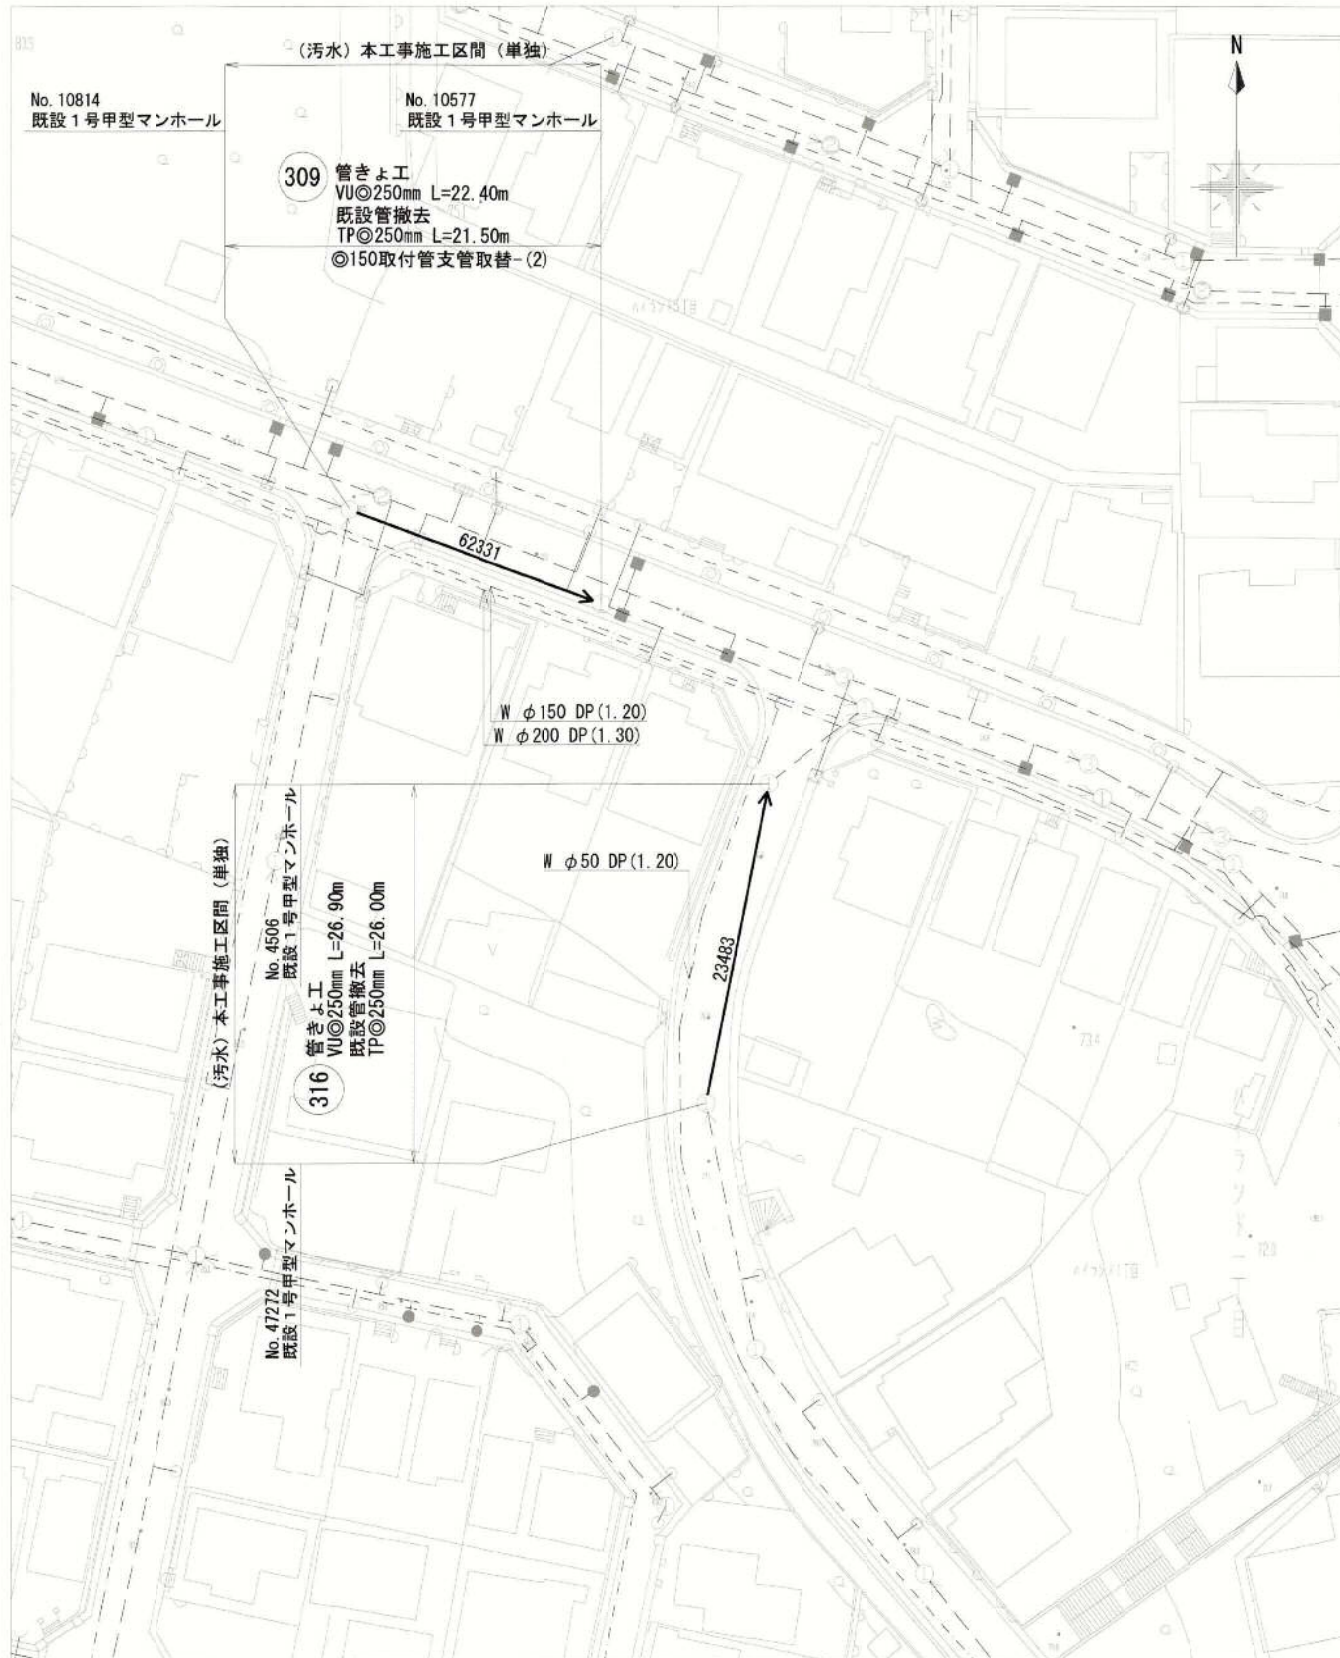 (汚水) 本工事施工区間 (単独)
N
No. 10814
既設1号甲型マンホール
No. 10577
既設1号甲型マンホール
309
管きょ工
VU◎250mm L=22.40m
既設管撤去
TP◎250mm L=21.50m
◎150取付管支管取替-(2)
62331
W φ150 DP(1.20)
W φ200 DP(1.30)
W φ50 DP(1.20)
23483
(汚水) 本工事施工区間 (単独)
No. 4506
既設1号甲型マンホール
316
管きょ工
VU◎250mm L=26.90m
既設管撤去
TP◎250mm L=26.00m
No. 47272
既設1号甲型マンホール
734